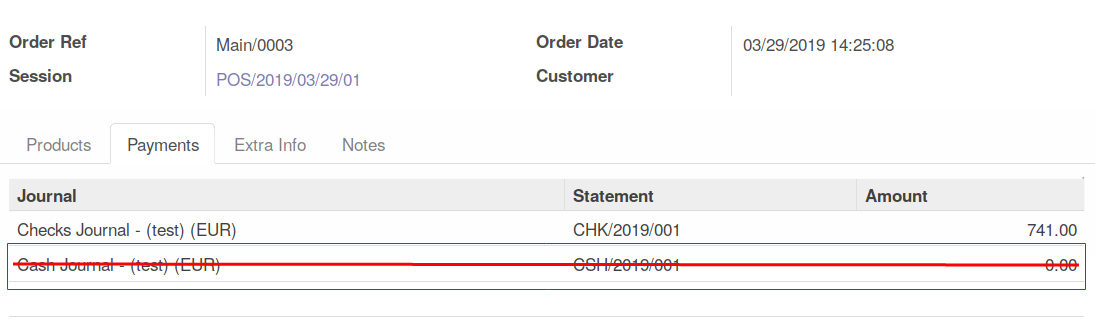 Order Ref Main/0003 Order Date 03/29/2019 14:25:08
Session POS/2019/03/29/01 Customer
Products Payments Extra Info Notes
Journal Statement Amount
Checks Journal - (test) (EUR) CHK/2019/001 741.00
Cash Journal - (test) (EUR) CSH/2019/001 0.00